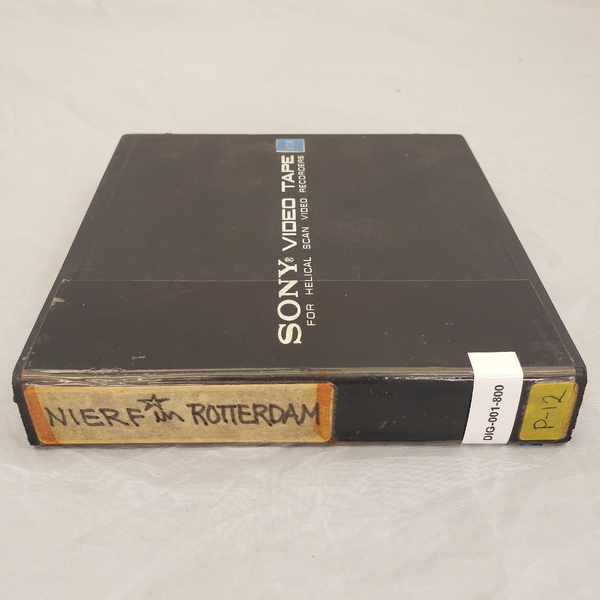 SONY® VIDEO TAPE
FOR HELICAL SCAN VIDEO RECORDERS
NIERF in ROTTERDAM
DIG-001-800
P-12